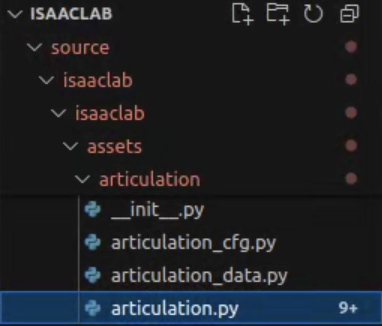 ISAACLAB
source
isaaclab
isaaclab
assets
articulation
__init__.py
articulation_cfg.py
articulation_data.py
articulation.py 9+